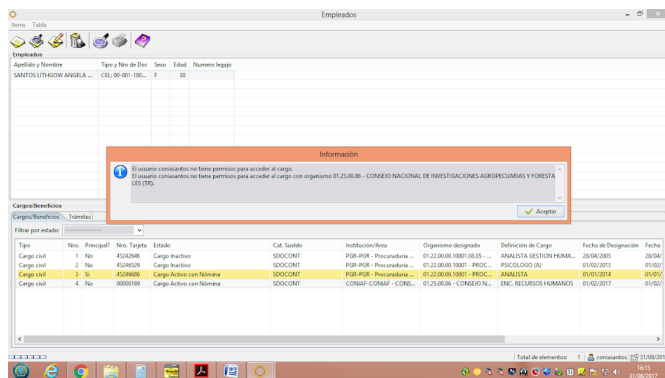 Empleados
Items Tabla
Empleados
Apellido y Nombre Tipo y Nro de Doc Sexo Edad Numero legajo
SANTOS LITHGOW ANGELA ... CEL: 00-001-180... F 30
Información
El usuario coniasantos no tiene permisos para acceder al cargo.
El usuario coniasantos no tiene permisos para acceder al cargo con organismo 01.25.00.86 - CONSEJO NACIONAL DE INVESTIGACIONES AGROPECUARIAS Y FORESTA
LES (TR).
Aceptar
Cargos/Beneficios
Cargos/Beneficios Trámites
Filtrar por estado: ---------------
Tipo Nro. Principal? Nro. Tarjeta Estado Cat. Sueldo Institución/Area Organismo designado Definición de Cargo Fecha de Designación Fecha
Cargo civil 1 No 45242646 Cargo Inactivo SDOCONT PGR-PGR - Procuraduria ... 01.22.00.00.10001.08.05 - ... ANALISTA GESTION HUMA... 28/04/2005 28/04/
Cargo civil 2 No 45246529 Cargo Inactivo SDOCONT PGR-PGR - Procuraduria ... 01.22.00.00.10001 - PROC... PSICOLOGO (A) 01/02/2013 01/02/
Cargo civil 3 Si 45246686 Cargo Activo con Nómina SDOCONT PGR-PGR - Procuraduria ... 01.22.00.00.10001 - PROC... ANALISTA 01/01/2014 01/01/
Cargo civil 4 No 00000169 Cargo Activo con Nómina SDOCONT CONIAF-CONIAF - CONS... 01.25.00.86 - CONSEJO N... ENC. RECURSOS HUMANOS 01/02/2017 01/02/
Total de elementos: 1 coniasantos 31/08/201
16:15
31/08/2017